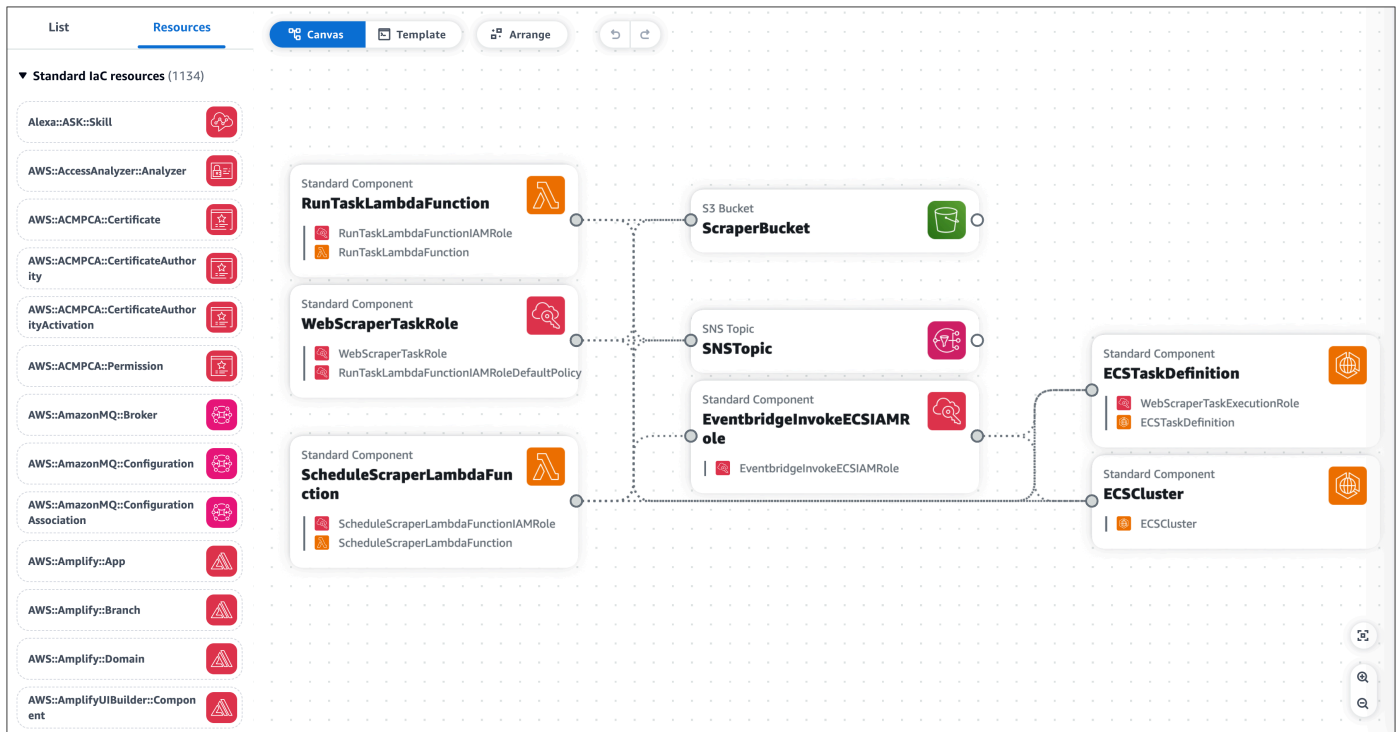 List
Resources
Canvas
Template
Arrange
Standard IaC resources (1134)
Alexa::ASK::Skill
AWS::AccessAnalyzer::Analyzer
AWS::ACMPCA::Certificate
AWS::ACMPCA::CertificateAuthor
ity
AWS::ACMPCA::CertificateAuthor
ityActivation
AWS::ACMPCA::Permission
AWS::AmazonMQ::Broker
AWS::AmazonMQ::Configuration
AWS::AmazonMQ::Configuration
Association
AWS::Amplify::App
AWS::Amplify::Branch
AWS::Amplify::Domain
AWS::AmplifyUIBuilder::Compon
ent
Standard Component
RunTaskLambdaFunction
RunTaskLambdaFunctionIAMRole
RunTaskLambdaFunction
Standard Component
WebScraperTaskRole
WebScraperTaskRole
RunTaskLambdaFunctionIAMRoleDefaultPolicy
Standard Component
ScheduleScraperLambdaFun
ction
ScheduleScraperLambdaFunctionIAMRole
ScheduleScraperLambdaFunction
S3 Bucket
ScraperBucket
SNS Topic
SNSTopic
Standard Component
EventbridgeInvokeECSIAMR
ole
EventbridgeInvokeECSIAMRole
Standard Component
ECSTaskDefinition
WebScraperTaskExecutionRole
ECSTaskDefinition
Standard Component
ECSCluster
ECSCluster